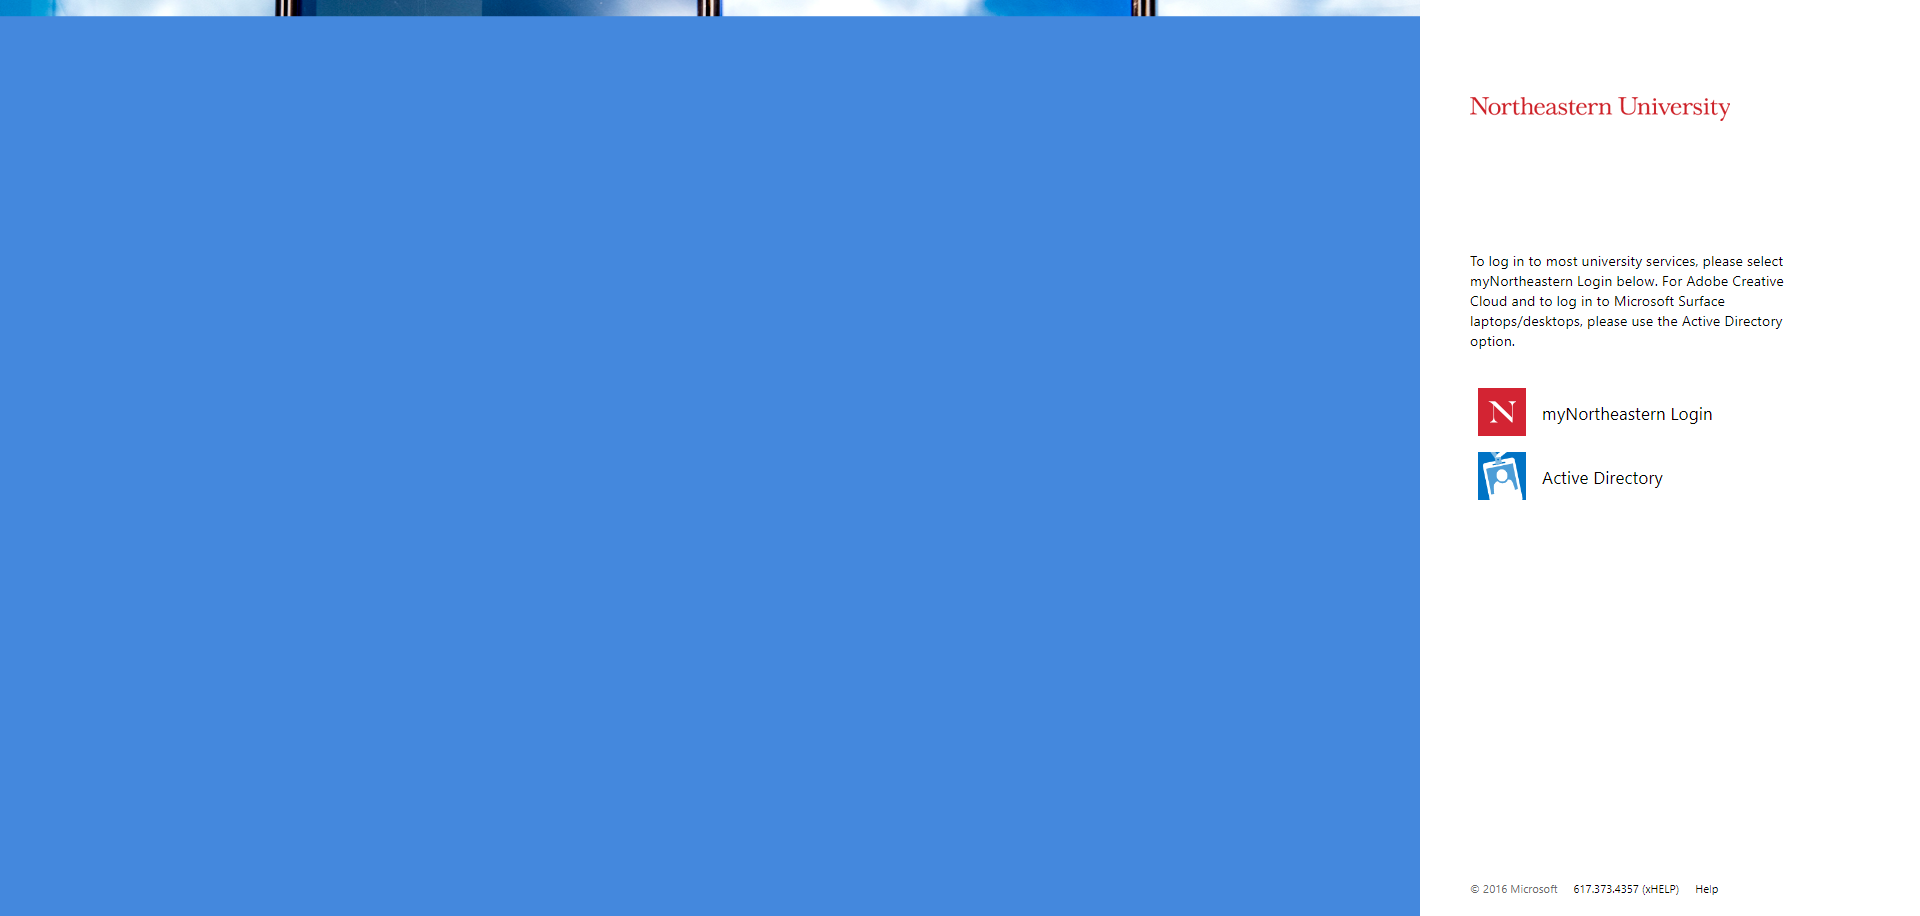 Northeastern University
To log in to most university services, please select
myNortheastern Login below. For Adobe Creative
Cloud and to log in to Microsoft Surface
laptops/desktops, please use the Active Directory
option.
N myNortheastern Login
Active Directory
© 2016 Microsoft 617.373.4357 (xHELP) Help